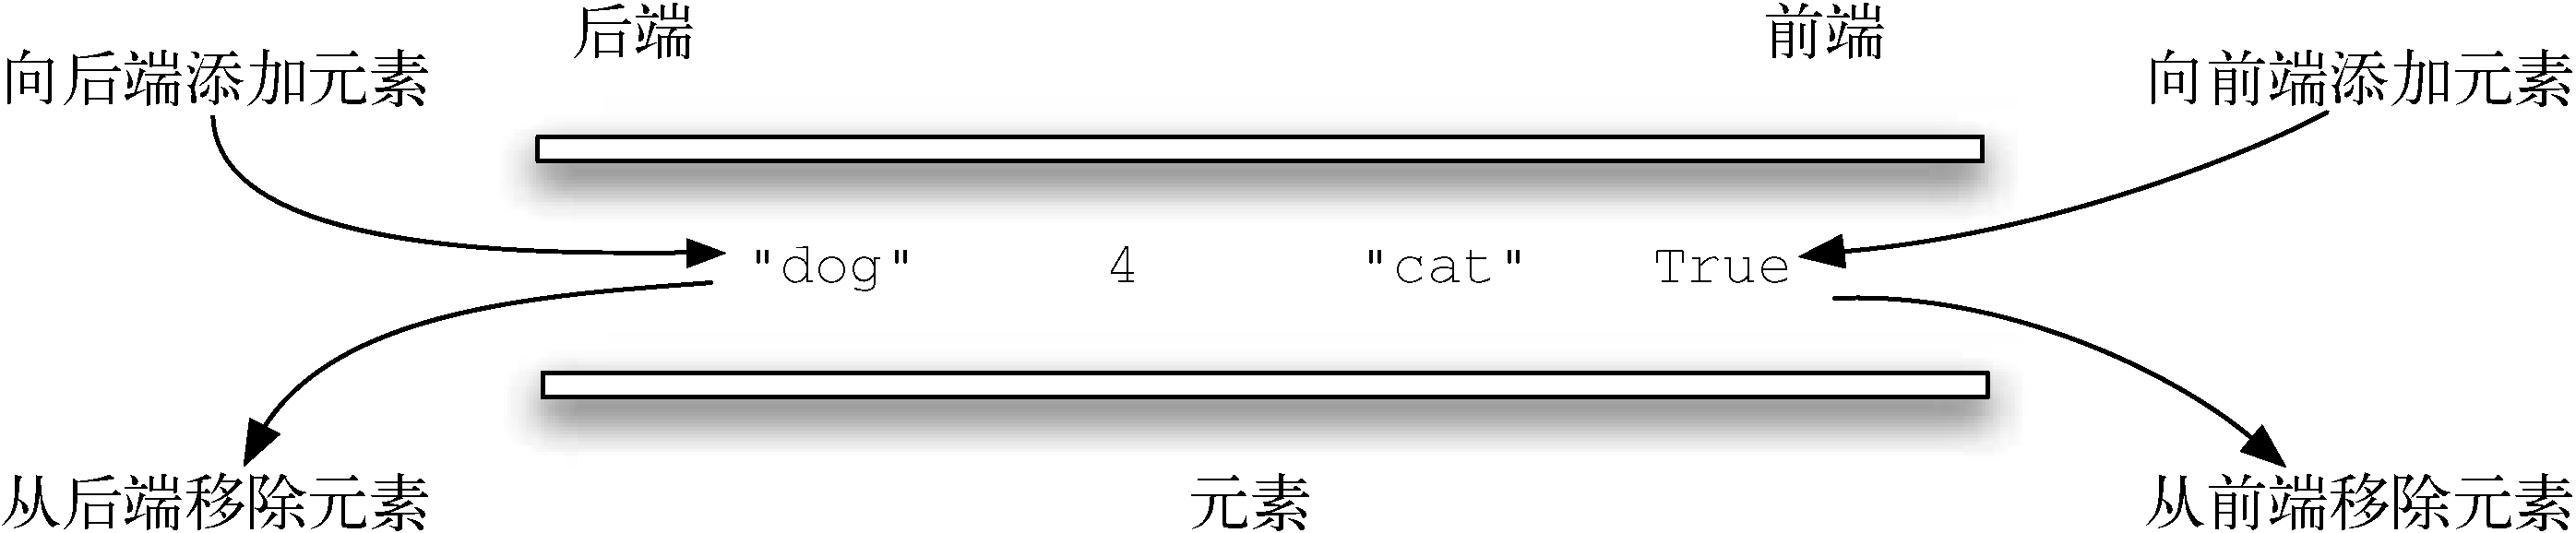 后端
前端
向后端添加元素
向前端添加元素
"dog" 4 "cat" True
从后端移除元素
元素
从前端移除元素